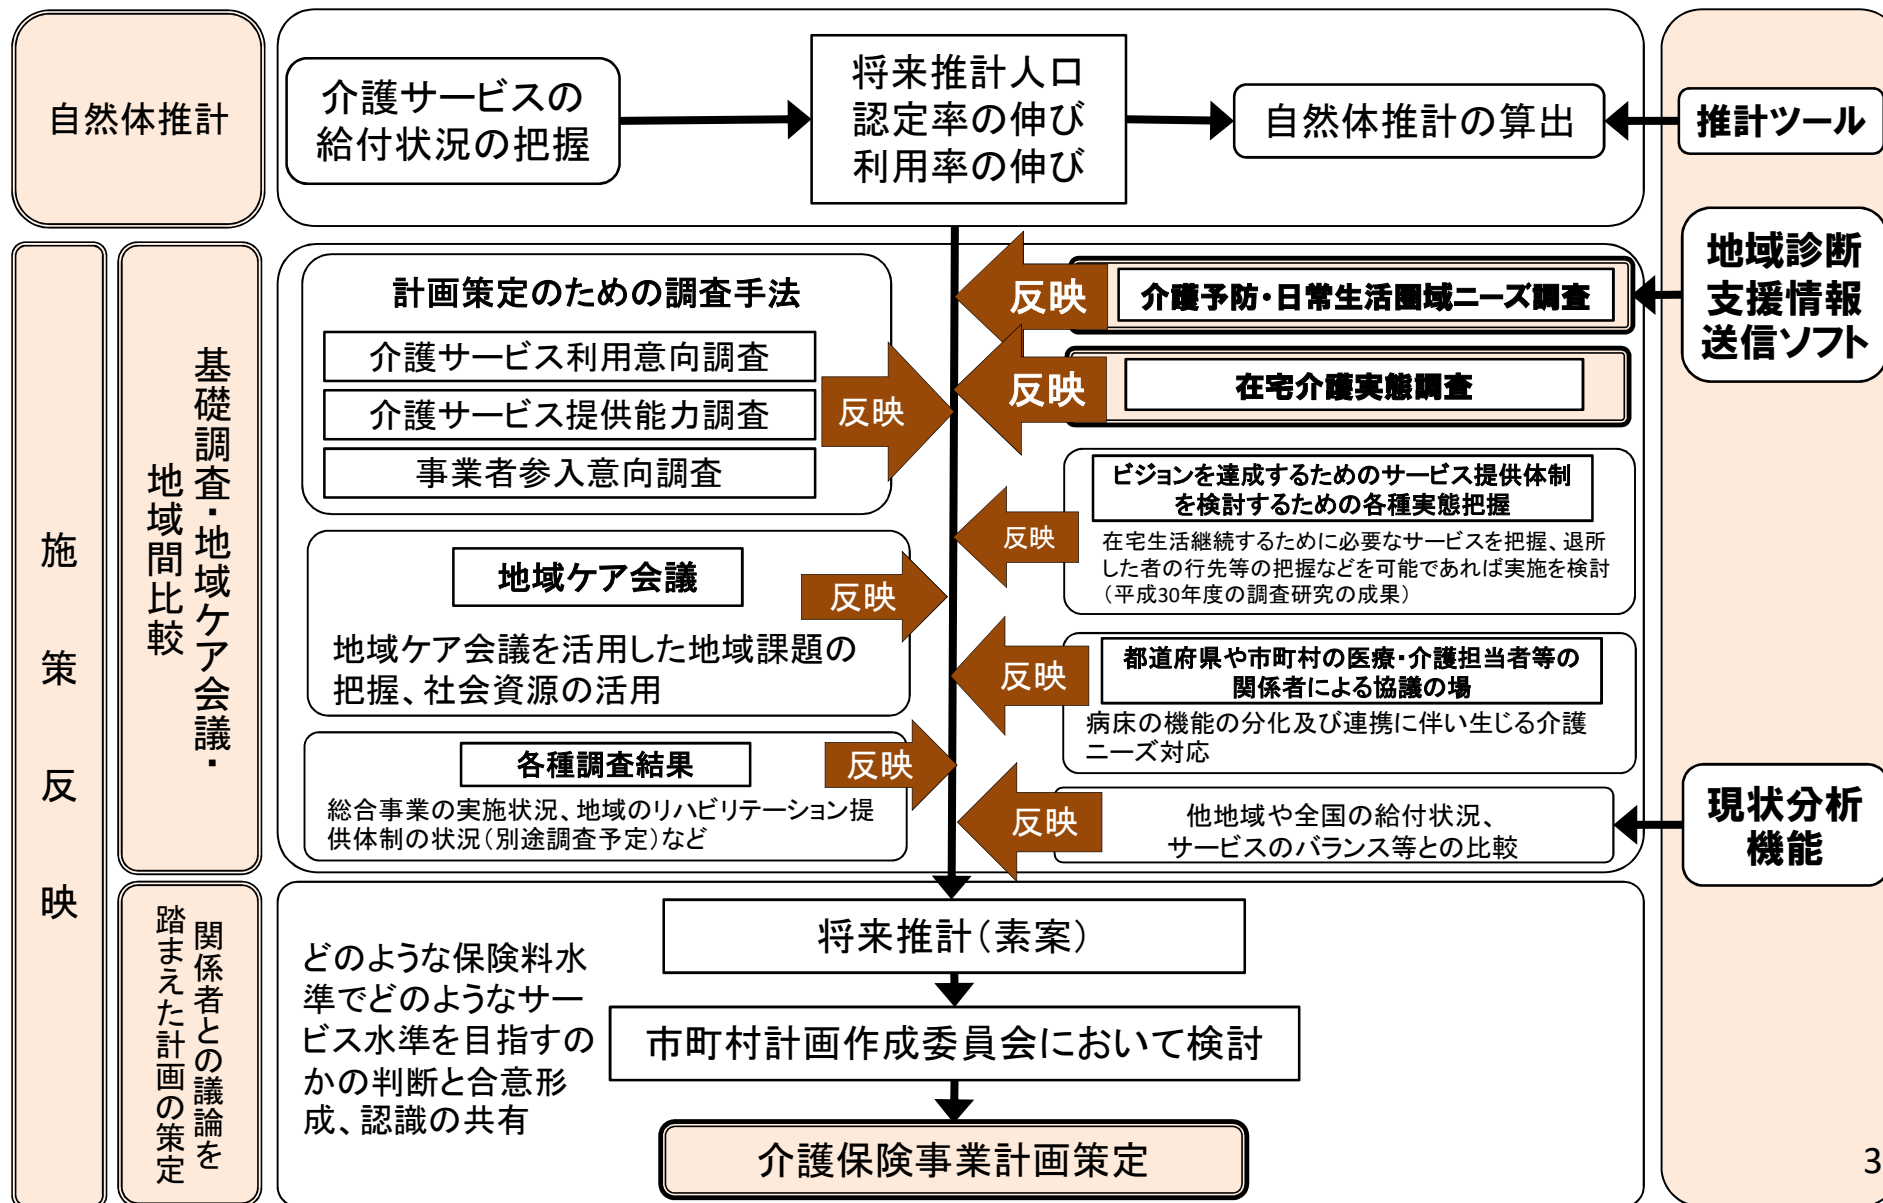 自然体推計
介護サービスの
給付状況の把握
将来推計人口
認定率の伸び
利用率の伸び
自然体推計の算出
推計ツール
施策反映
基礎調査・地域ケア会議・
地域間比較
計画策定のための調査手法
介護サービス利用意向調査
介護サービス提供能力調査
事業者参入意向調査
反映
反映
介護予防・日常生活圏域ニーズ調査
反映
在宅介護実態調査
地域診断
支援情報
送信ソフト
反映
ビジョンを達成するためのサービス提供体制
を検討するための各種実態把握
在宅生活継続するために必要なサービスを把握、退所
した者の行先等の把握などを可能であれば実施を検討
（平成30年度の調査研究の成果）
地域ケア会議
地域ケア会議を活用した地域課題の
把握、社会資源の活用
反映
反映
都道府県や市町村の医療・介護担当者等の
関係者による協議の場
病床の機能の分化及び連携に伴い生じる介護
ニーズ対応
各種調査結果
総合事業の実施状況、地域のリハビリテーション提
供体制の状況（別途調査予定）など
反映
反映
他地域や全国の給付状況、
サービスのバランス等との比較
現状分析
機能
関係者との議論を
踏まえた計画の策定
どのような保険料水
準でどのようなサー
ビス水準を目指すの
かの判断と合意形
成、認識の共有
将来推計（素案）
市町村計画作成委員会において検討
介護保険事業計画策定
3